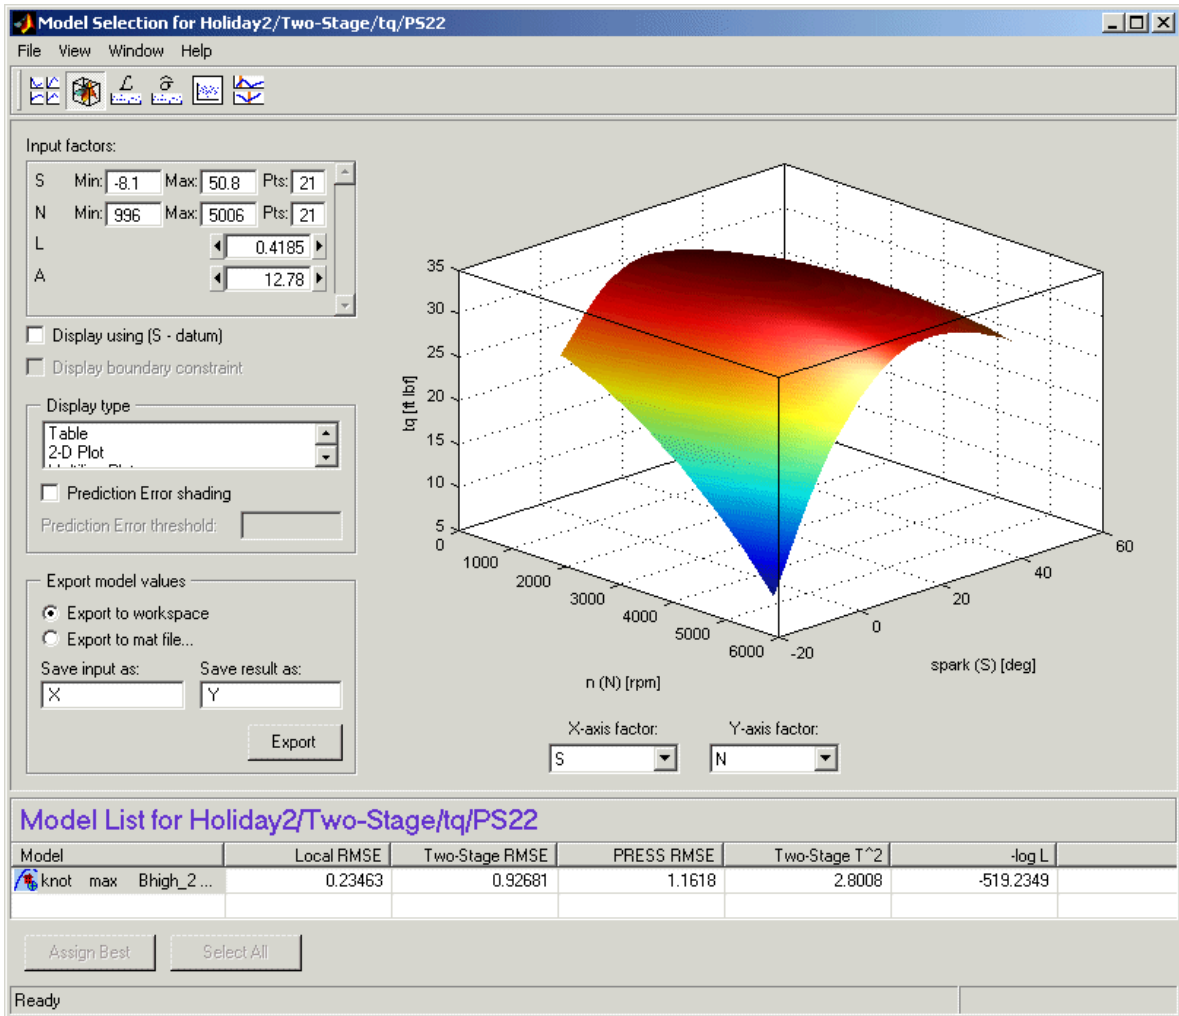 Model Selection for Holiday2/Two-Stage/tq/PS22
File View Window Help
Input factors:
S Min: -8.1 Max: 50.8 Pts: 21
N Min: 996 Max: 5006 Pts: 21
L 0.4185
A 12.78
Display using (S - datum)
Display boundary constraint
Display type
Table
2-D Plot
Prediction Error shading
Prediction Error threshold:
Export model values
Export to workspace
Export to mat file...
Save input as: Save result as:
X Y
Export
35
30
25
20
15
10
5
tq [ft lbf]
0
1000
2000
3000
4000
5000
6000
n (N) [rpm]
-20
0
20
40
60
spark (S) [deg]
X-axis factor: Y-axis factor:
S N
Model List for Holiday2/Two-Stage/tq/PS22
Model Local RMSE Two-Stage RMSE PRESS RMSE Two-Stage T^2 -log L
knot max Bhigh_2 ... 0.23463 0.92681 1.1618 2.8008 -519.2349
Assign Best Select All
Ready